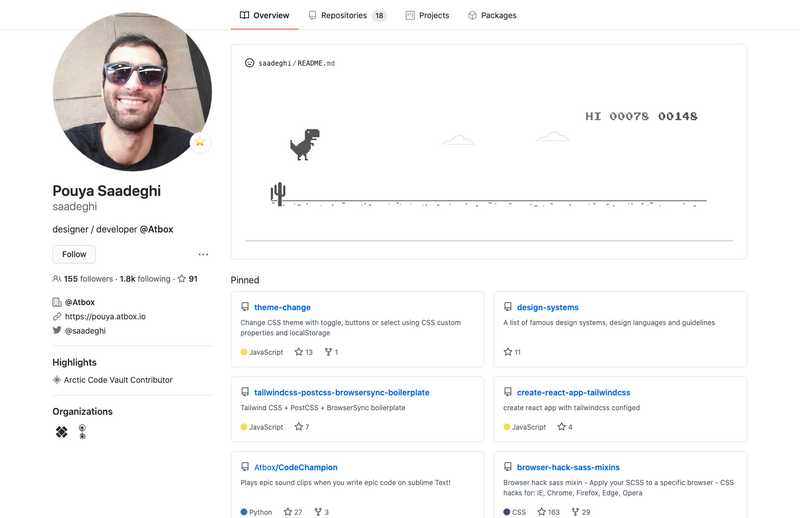 Overview
Repositories 18
Projects
Packages
Pouya Saadeghi
saadeghi
designer / developer @Atbox
Follow
155 followers · 1.8k following · 91
@Atbox
https://pouya.atbox.io
@saadeghi
Highlights
Arctic Code Vault Contributor
Organizations
saadeghi/README.md
HI 00078 00148
Pinned
theme-change
Change CSS theme with toggle, buttons or select using CSS custom
properties and localStorage
JavaScript 13 1
design-systems
A list of famous design systems, design languages and guidelines
11
tailwindcss-postcss-browsersync-boilerplate
Tailwind CSS + PostCSS + BrowserSync boilerplate
JavaScript 7
create-react-app-tailwindcss
create react app with tailwindcss configed
JavaScript 4
Atbox/CodeChampion
Plays epic sound clips when you write epic code on sublime Text!
Python 27 3
browser-hack-sass-mixins
Browser hack sass mixin - Apply your SCSS to a specific browser - CSS
hacks for: IE, Chrome, Firefox, Edge, Opera
CSS 163 29